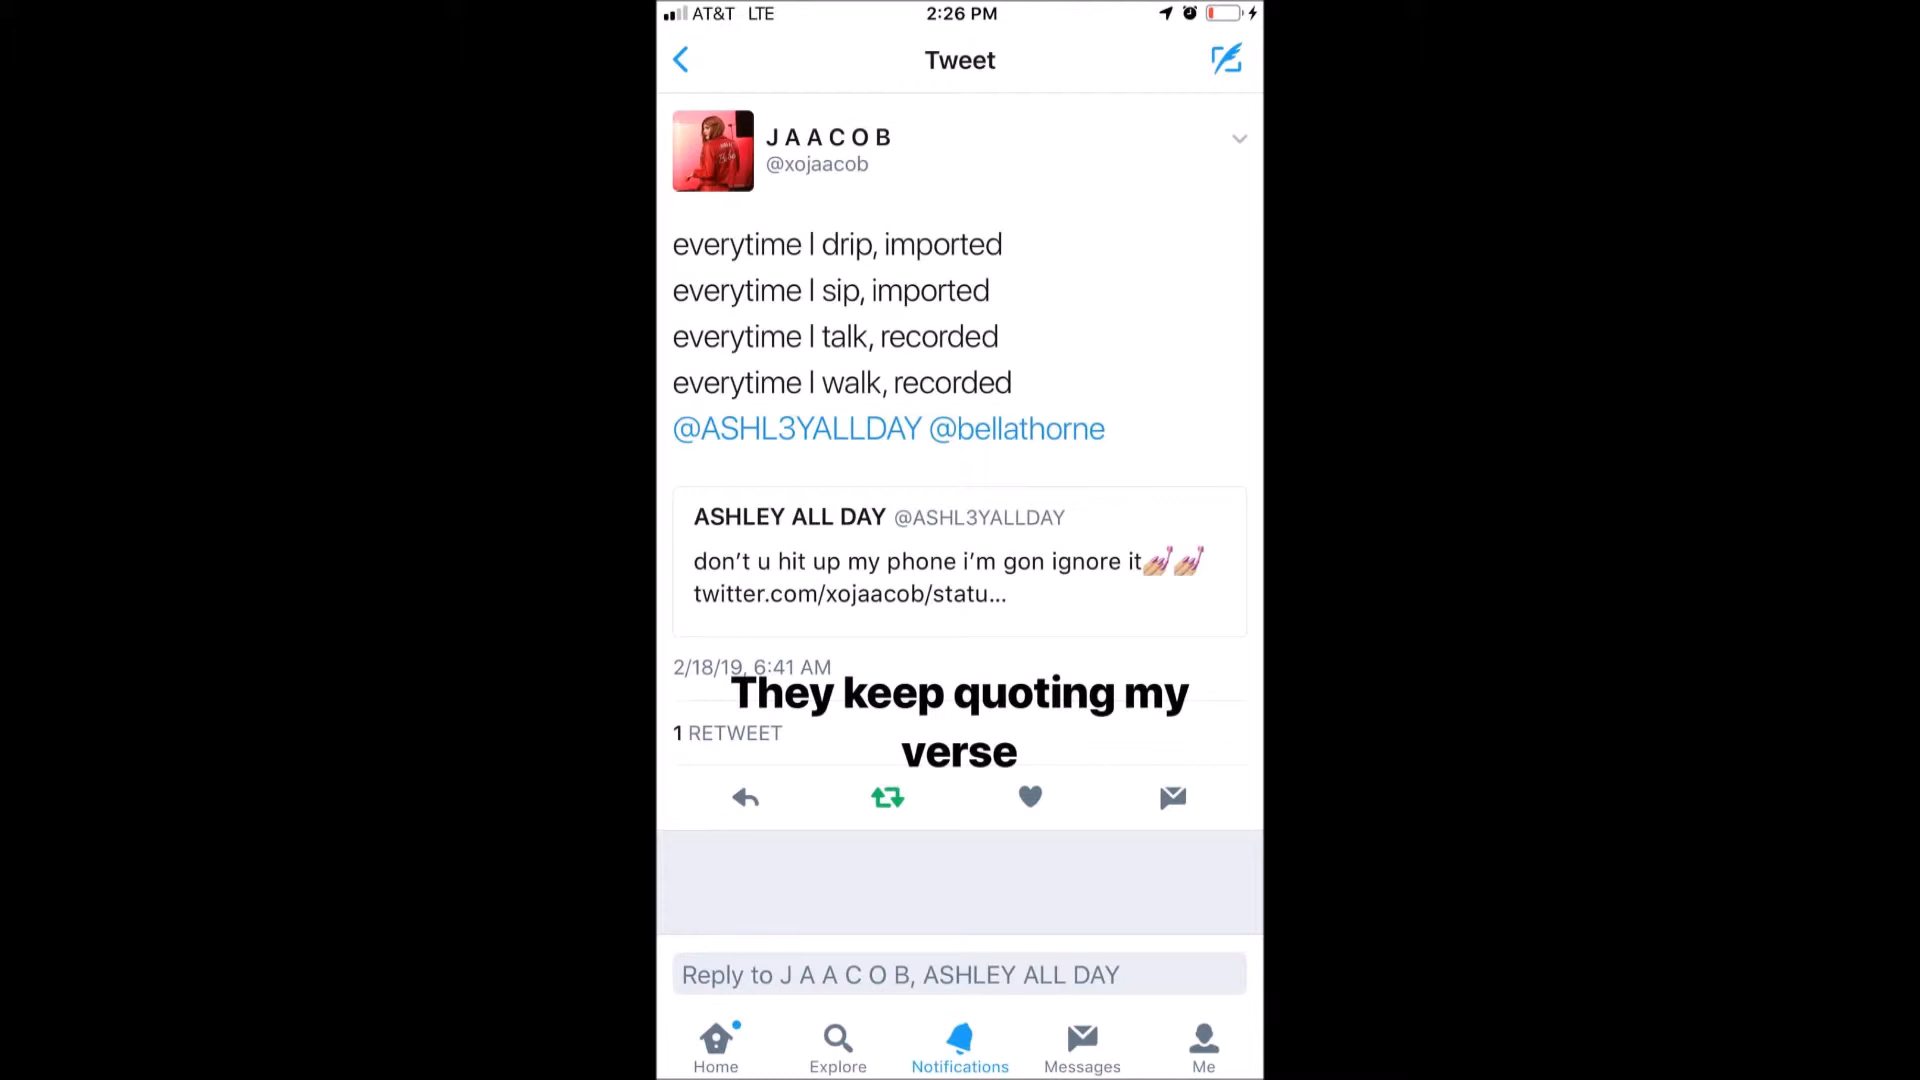 AT&T LTE 2:26 PM
Tweet
J A A C O B
@xojaacob
everytime I drip, imported
everytime I sip, imported
everytime I talk, recorded
everytime I walk, recorded
@ASHL3YALLDAY @bellathorne
ASHLEY ALL DAY @ASHL3YALLDAY
don’t u hit up my phone i’m gon ignore it💅🏼💅🏼
twitter.com/xojaacob/statu...
2/18/19, 6:41 AM
They keep quoting my
verse
1 RETWEET
Reply to J A A C O B, ASHLEY ALL DAY
Home Explore Notifications Messages Me